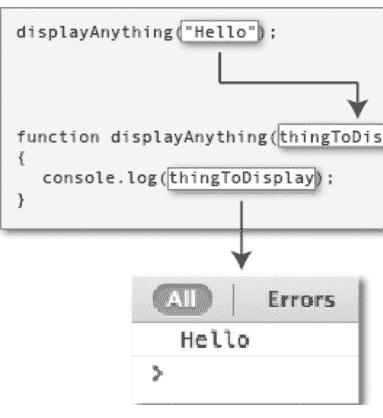 displayAnything("Hello");
function displayAnything(thingToDis
{
console.log(thingToDisplay);
}
All Errors
Hello
>